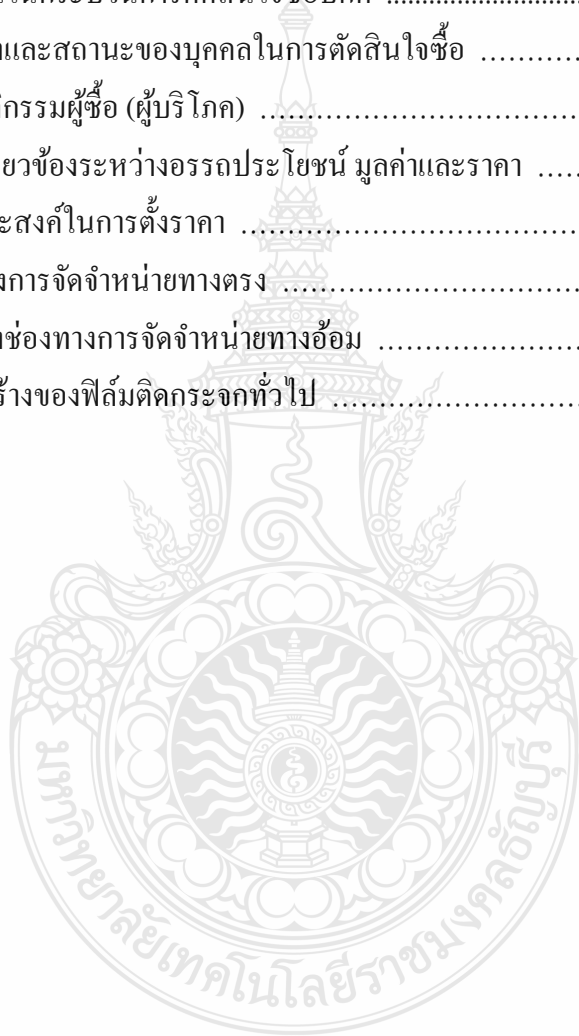 และสถานะของบุคคลในการตัดสินใจซื้อ ....................
กรรมผู้ซื้อ (ผู้บริโภค) ........................................
ยวข้องระหว่างอรรถประโยชน์ มูลค่าและราคา ......
ะสงค์ในการตั้งราคา ........................................
งการจัดจำหน่ายทางตรง ........................................
ช่องทางการจัดจำหน่ายทางอ้อม ........................
ร้างของฟิล์มติดกระจกทั่วไป ................................
มหาวิทยาลัยเทคโนโลยีราชมงคลธัญบุรี